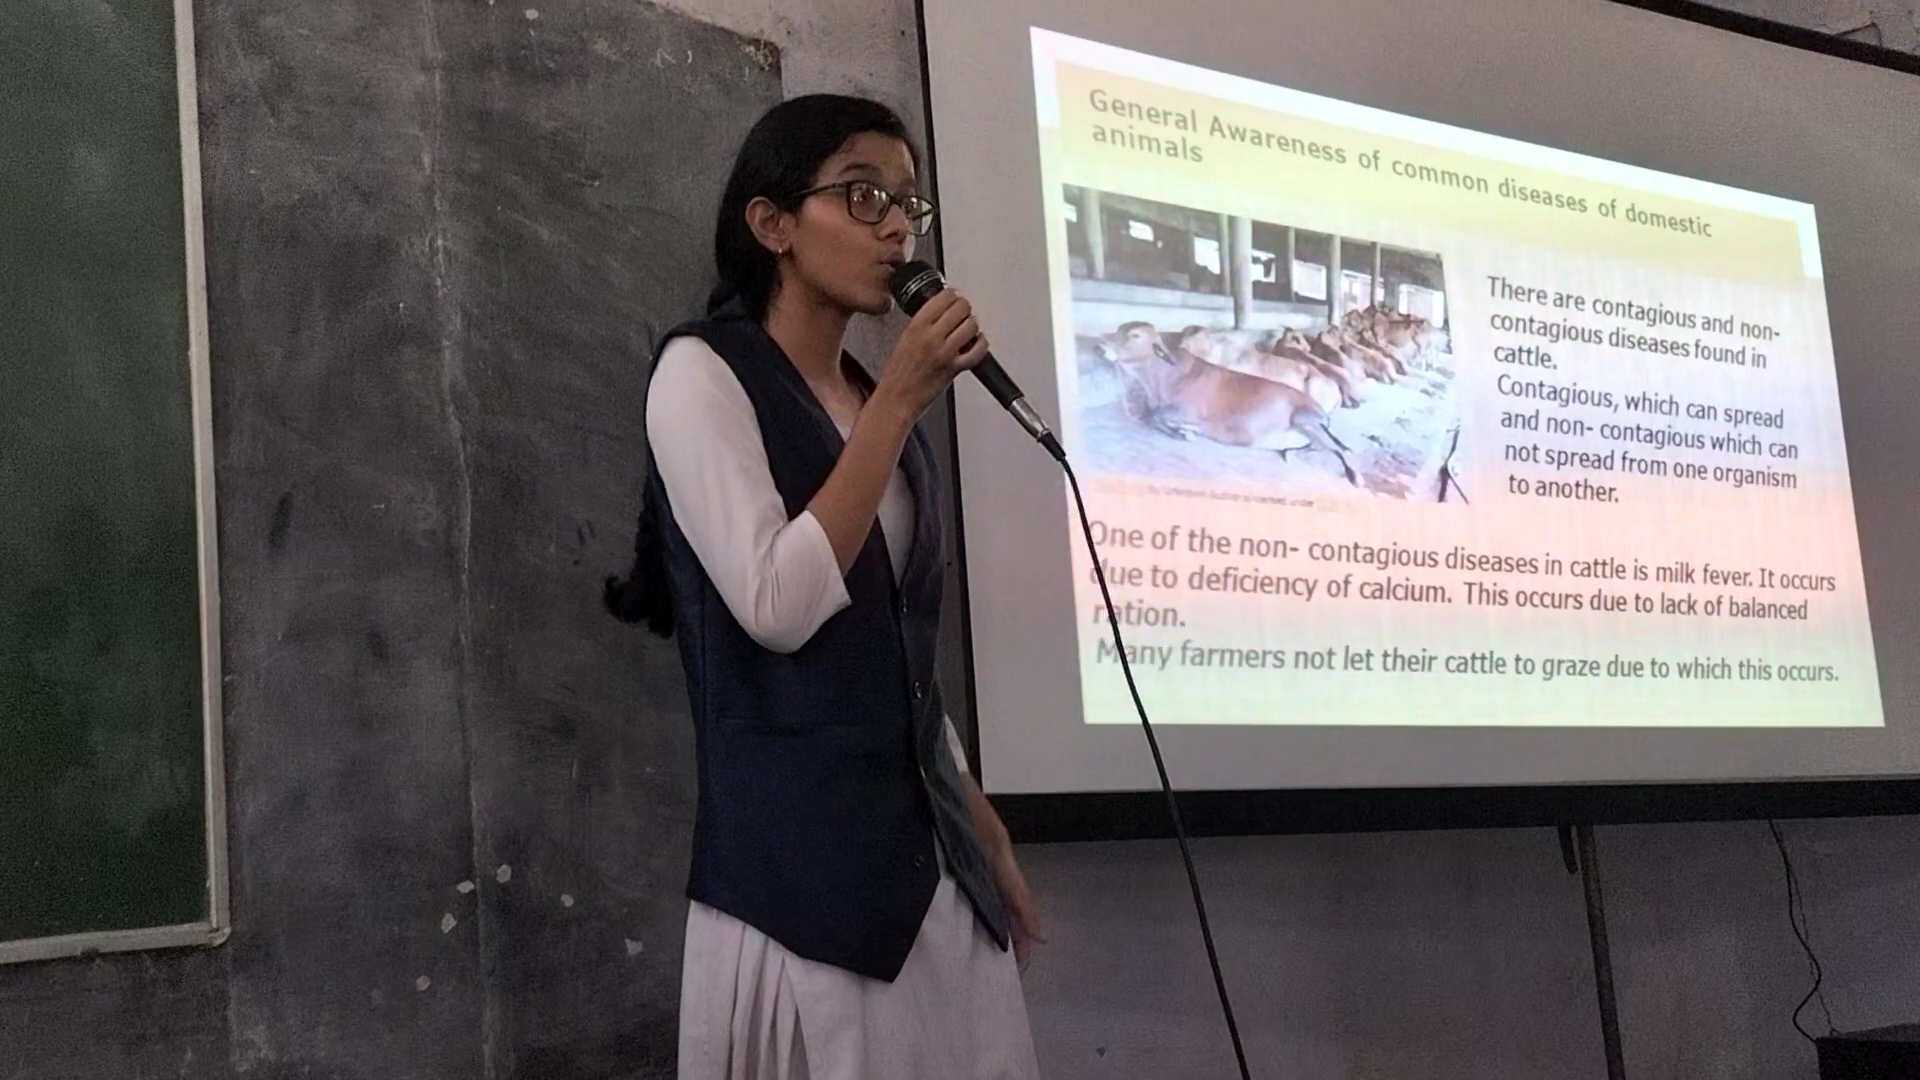 General Awareness of common diseases of domestic
animals
There are contagious and non-
contagious diseases found in
cattle.
Contagious, which can spread
and non- contagious which can
not spread from one organism
to another.
One of the non- contagious diseases in cattle is milk fever. It occurs
due to deficiency of calcium. This occurs due to lack of balanced
ration.
Many farmers not let their cattle to graze due to which this occurs.